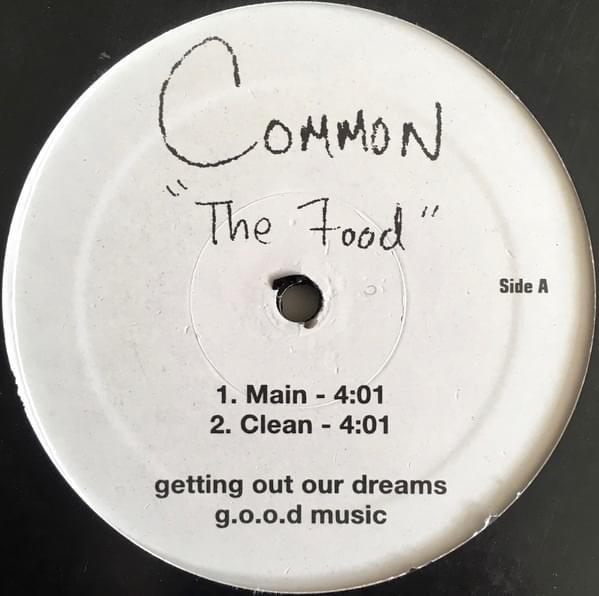 Common
"The Food"
Side A
1. Main - 4:01
2. Clean - 4:01
getting out our dreams
g.o.o.d music